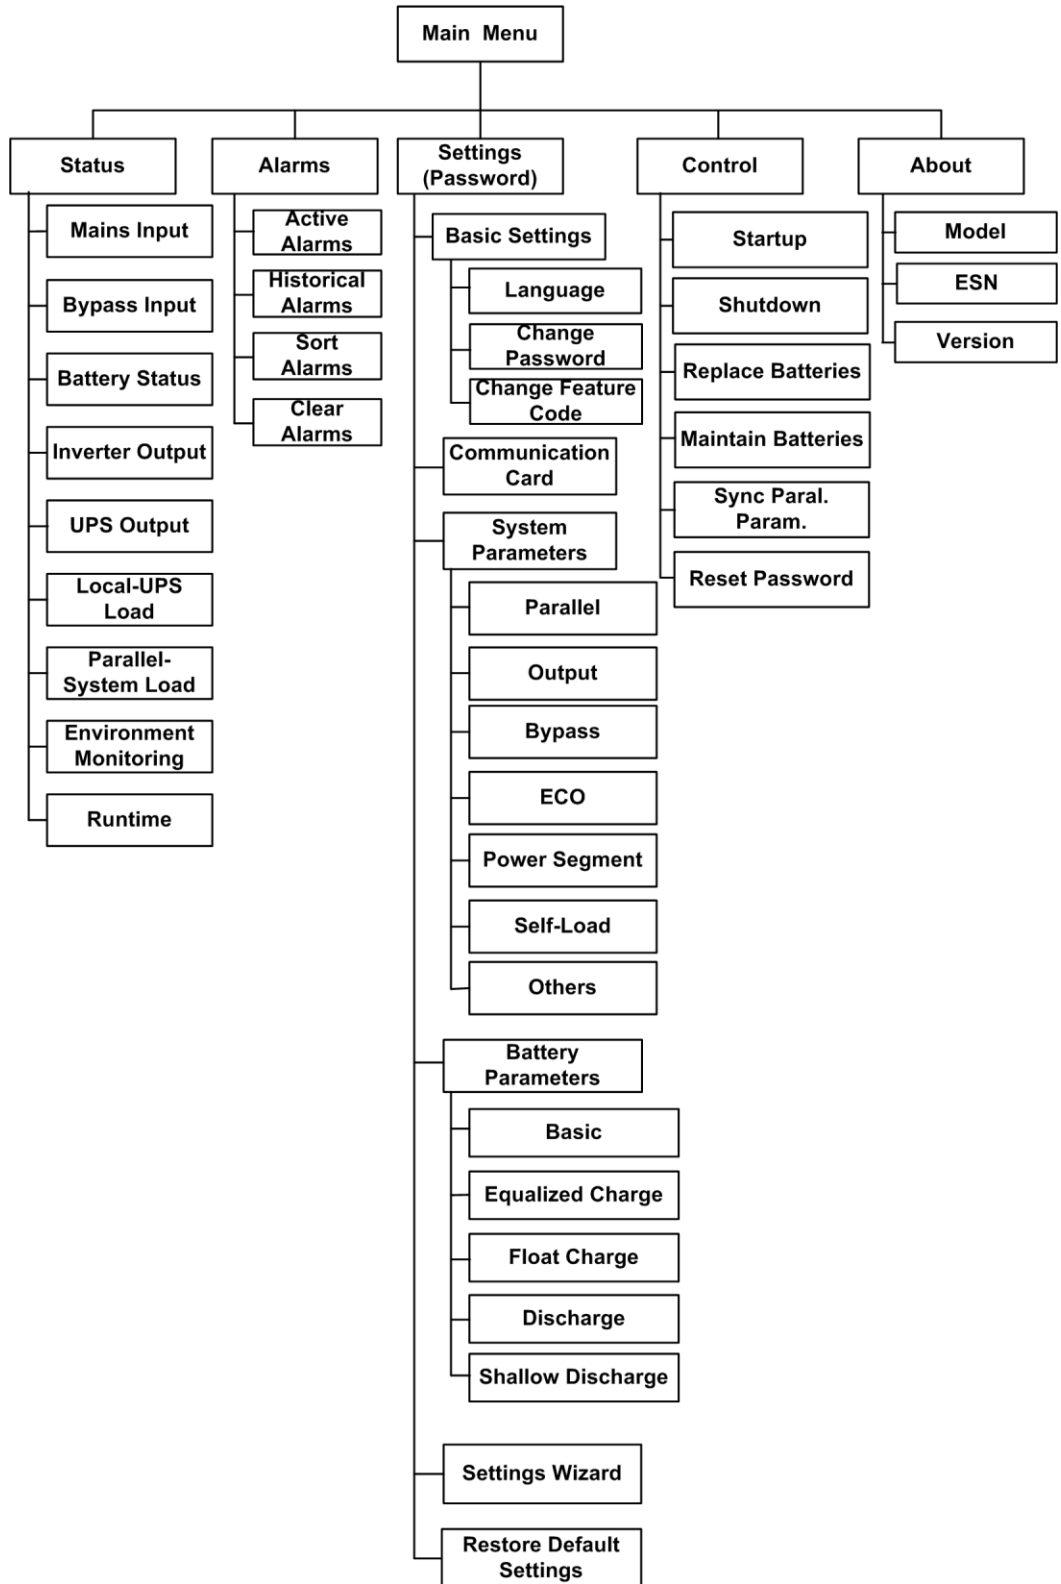 Main Menu
Status
Mains Input
Bypass Input
Battery Status
Inverter Output
UPS Output
Local-UPS
Load
Parallel-
System Load
Environment
Monitoring
Runtime
Alarms
Active
Alarms
Historical
Alarms
Sort
Alarms
Clear
Alarms
Settings
(Password)
Basic Settings
Language
Change
Password
Change Feature
Code
Communication
Card
System
Parameters
Parallel
Output
Bypass
ECO
Power Segment
Self-Load
Others
Battery
Parameters
Basic
Equalized Charge
Float Charge
Discharge
Shallow Discharge
Settings Wizard
Restore Default
Settings
Control
Startup
Shutdown
Replace Batteries
Maintain Batteries
Sync Paral.
Param.
Reset Password
About
Model
ESN
Version